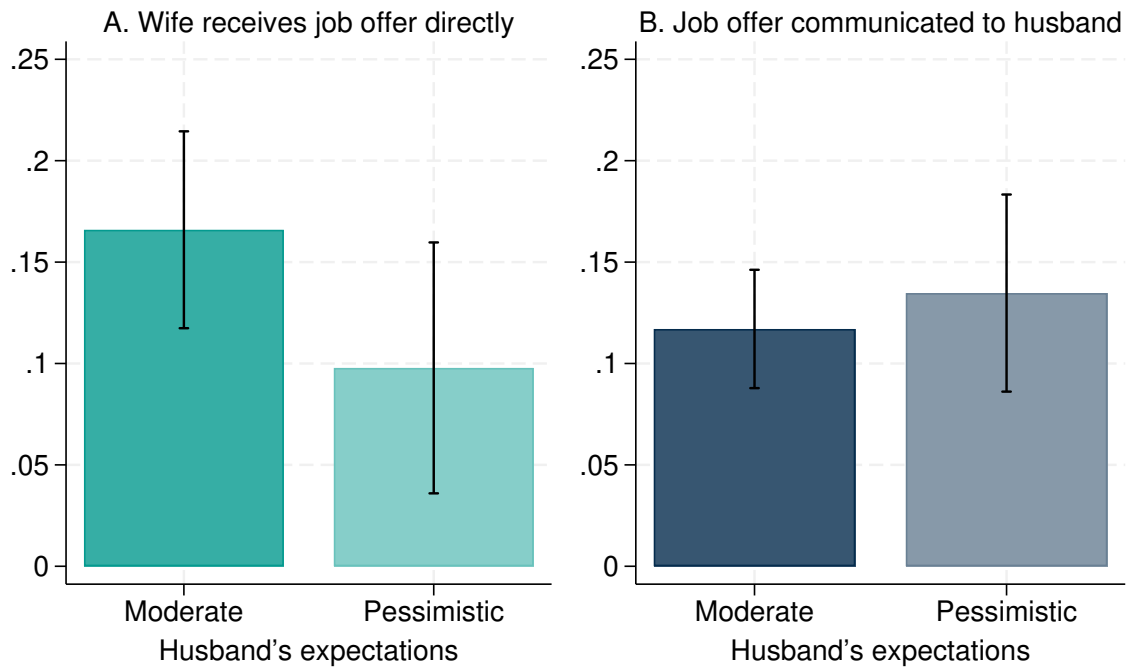 A. Wife receives job offer directly
.25
.2
.15
.1
.05
0
Moderate
Pessimistic
Husband’s expectations
B. Job offer communicated to husband
.25
.2
.15
.1
.05
0
Moderate
Pessimistic
Husband’s expectations